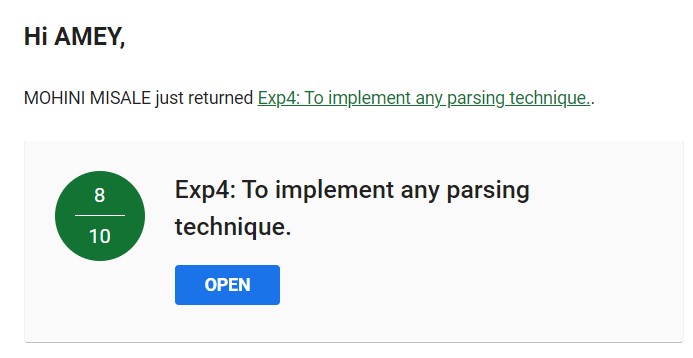 Hi AMEY,
MOHINI MISALE just returned Exp4: To implement any parsing technique..
8
10
Exp4: To implement any parsing
technique.
OPEN